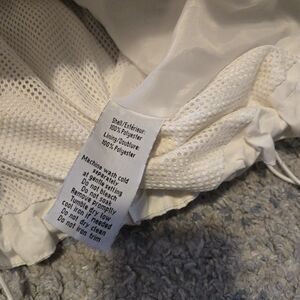 Shell/Extérieur:
100% Polyester
Lining/Doublure:
100% Polyester
Machine wash cold
separately
at gentle setting
Do not bleach
Do not soak
Remove promptly
Tumble dry low
cool iron if needed
Do not dry clean
Do not iron trim